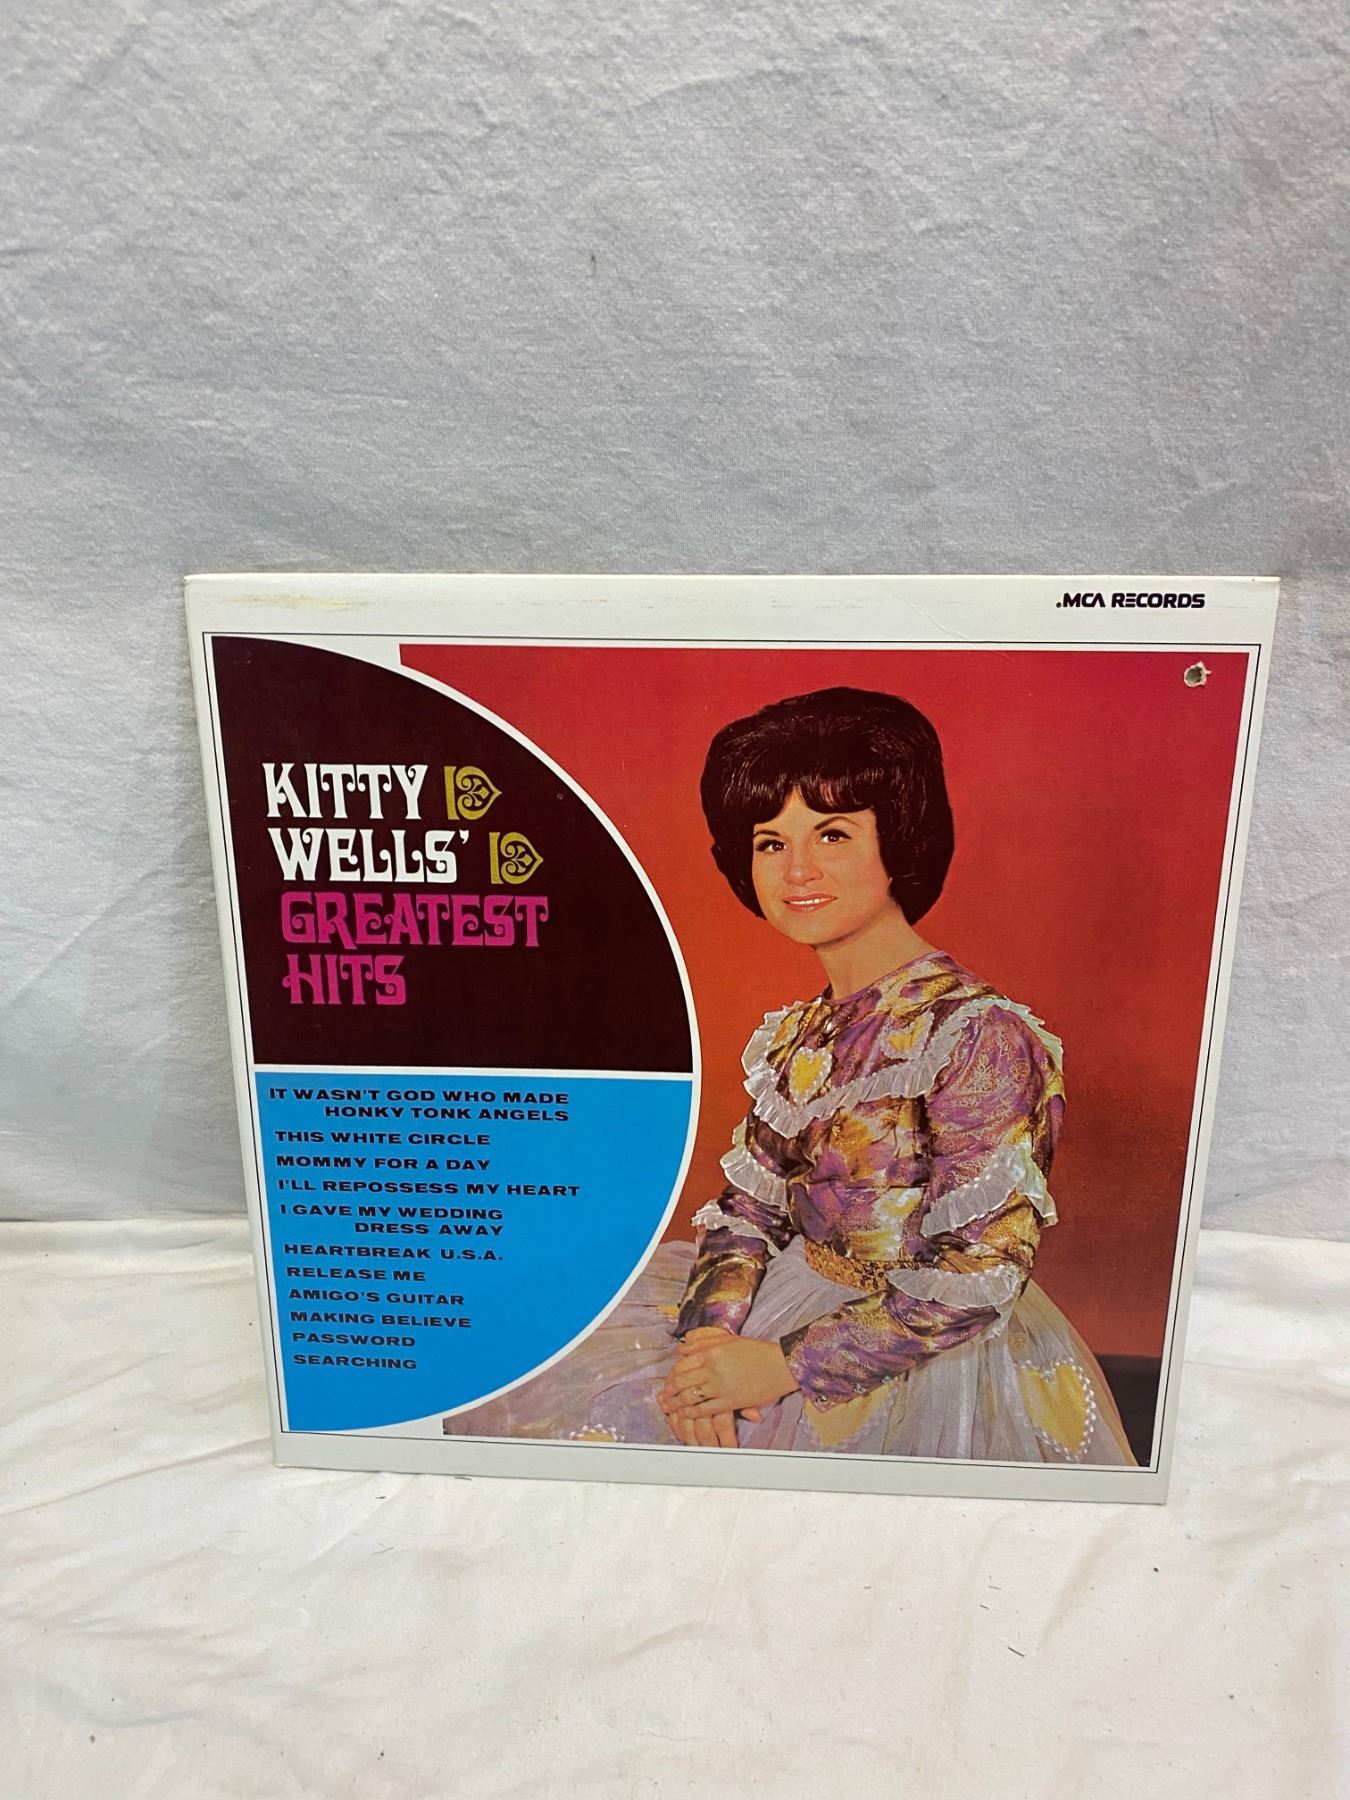 .MCA RECORDS
KITTY
WELLS'
GREATEST
HITS
IT WASN'T GOD WHO MADE
HONKY TONK ANGELS
THIS WHITE CIRCLE
MOMMY FOR A DAY
I'LL REPOSSESS MY HEART
I GAVE MY WEDDING
DRESS AWAY
HEARTBREAK U.S.A.
RELEASE ME
AMIGO'S GUITAR
MAKING BELIEVE
PASSWORD
SEARCHING